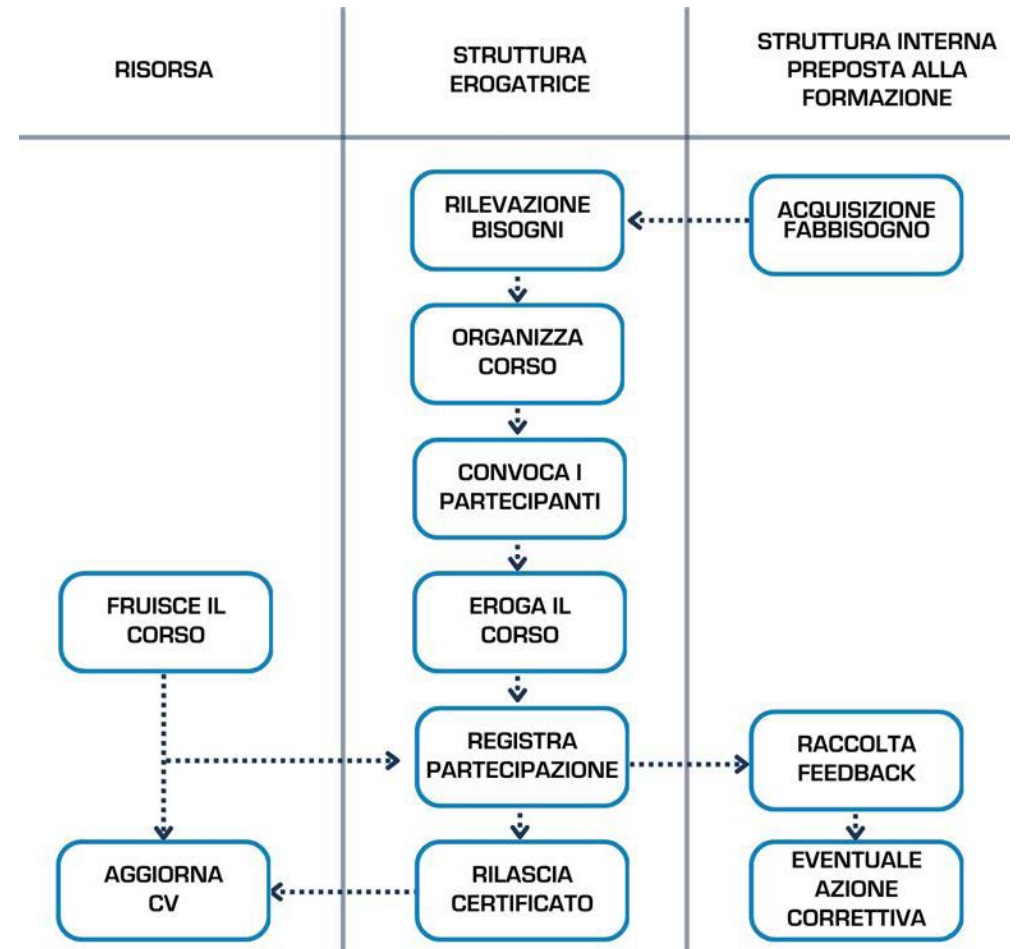 RISORSA
STRUTTURA
EROGATRICE
STRUTTURA INTERNA
PREPOSTA ALLA
FORMAZIONE
RILEVAZIONE
BISOGNI
ACQUISIZIONE
FABBISOGNO
ORGANIZZA
CORSO
CONVOCA I
PARTECIPANTI
FRUISCE IL
CORSO
EROGA IL
CORSO
REGISTRA
PARTECIPAZIONE
RACCOLTA
FEEDBACK
AGGIORNA
CV
RILASCIA
CERTIFICATO
EVENTUALE
AZIONE
CORRETTIVA